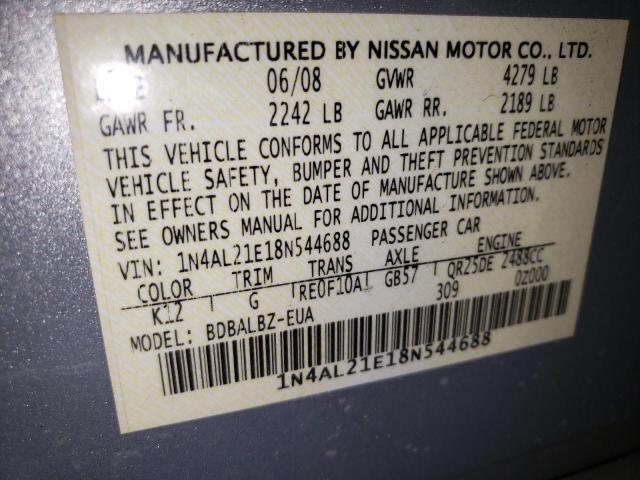 MANUFACTURED BY NISSAN MOTOR CO., LTD.
DATE 06/08 GVWR 4279 LB
GAWR FR. 2242 LB GAWR RR. 2189 LB
THIS VEHICLE CONFORMS TO ALL APPLICABLE FEDERAL MOTOR
VEHICLE SAFETY, BUMPER AND THEFT PREVENTION STANDARDS
IN EFFECT ON THE DATE OF MANUFACTURE SHOWN ABOVE.
SEE OWNERS MANUAL FOR ADDITIONAL INFORMATION.
VIN: 1N4AL21E18N544688 PASSENGER CAR
COLOR TRIM TRANS AXLE ENGINE
K12 G RE0F10A GB57 QR25DE 2488CC
MODEL: BDBALBZ-EUA 309 0Z000
1N4AL21E18N544688